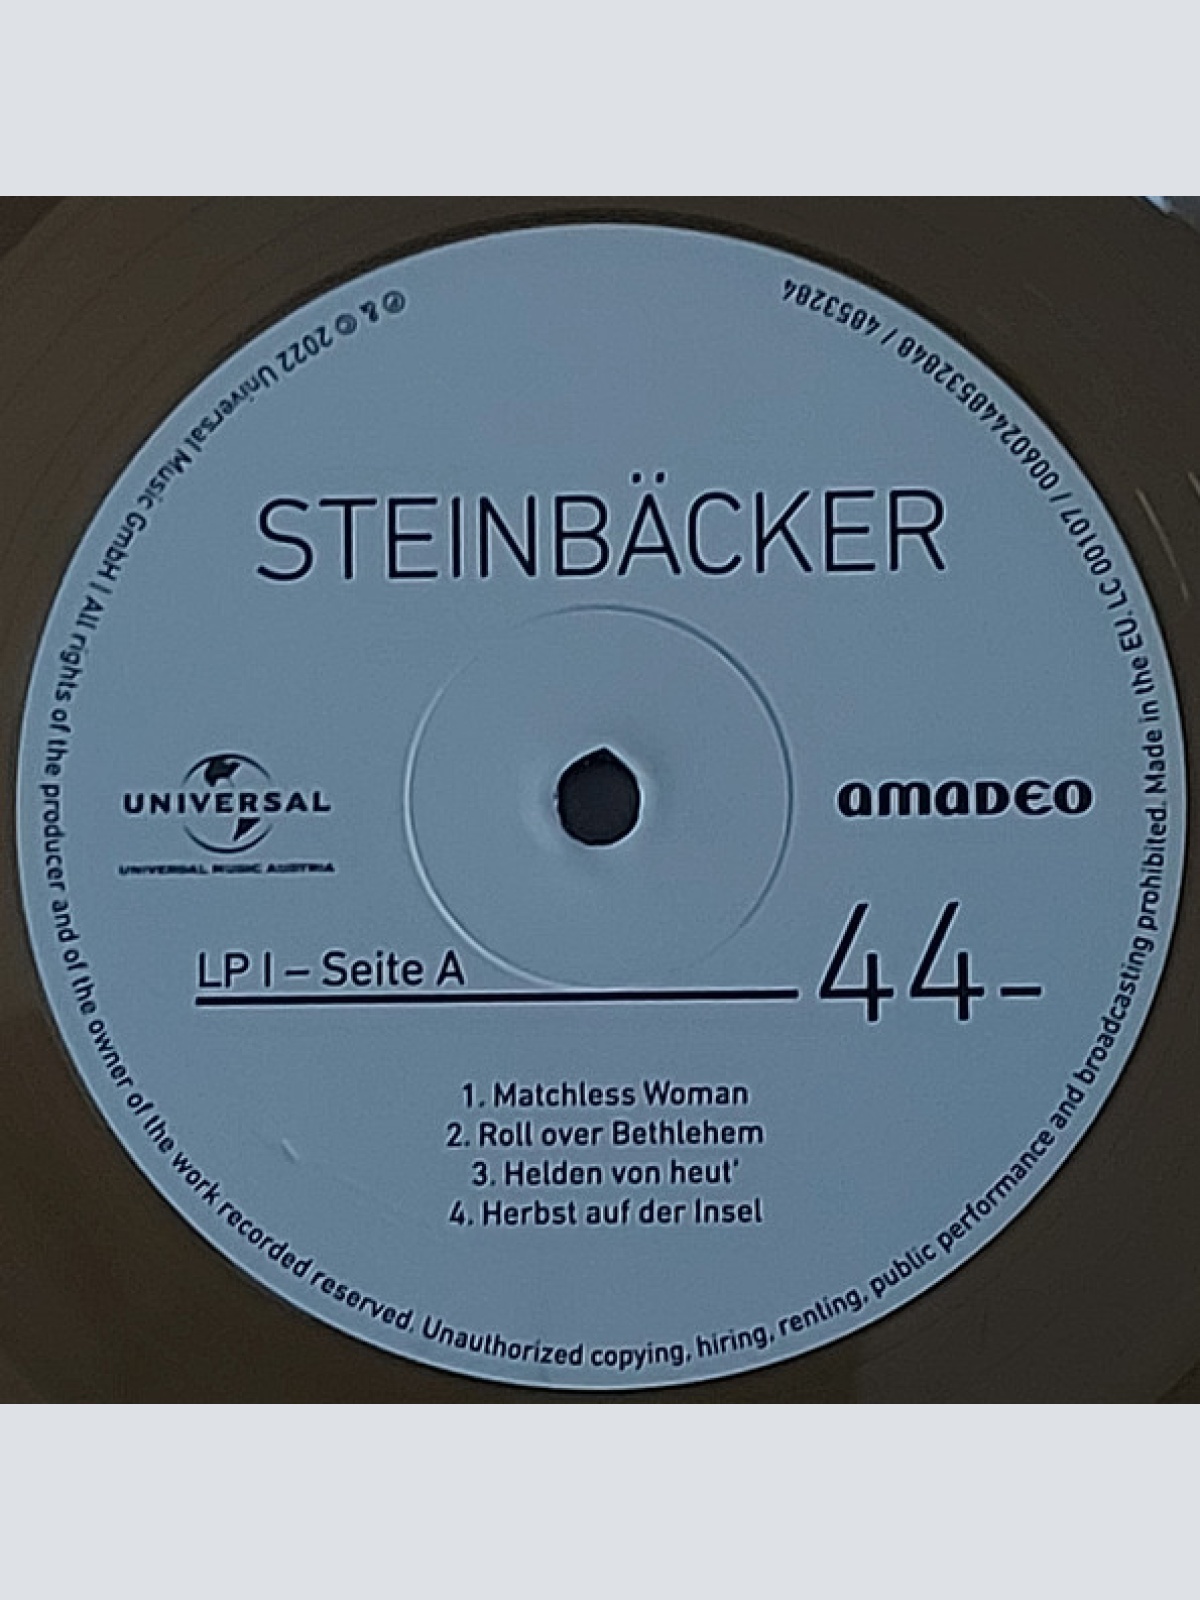 STEINBÄCKER
UNIVERSAL
UNIVERSAL MUSIC AUSTRIA
amadeo
LP I – Seite A
44–
1. Matchless Woman
2. Roll over Bethlehem
3. Helden von heut'
4. Herbst auf der Insel
℗ & © 2022 Universal Music GmbH | All rights of the producer and of the owner of the work recorded reserved. Unauthorized copying, hiring, renting, public performance and broadcasting prohibited. Made in the EU. LC 00107 / 00602448532848 / 4853284